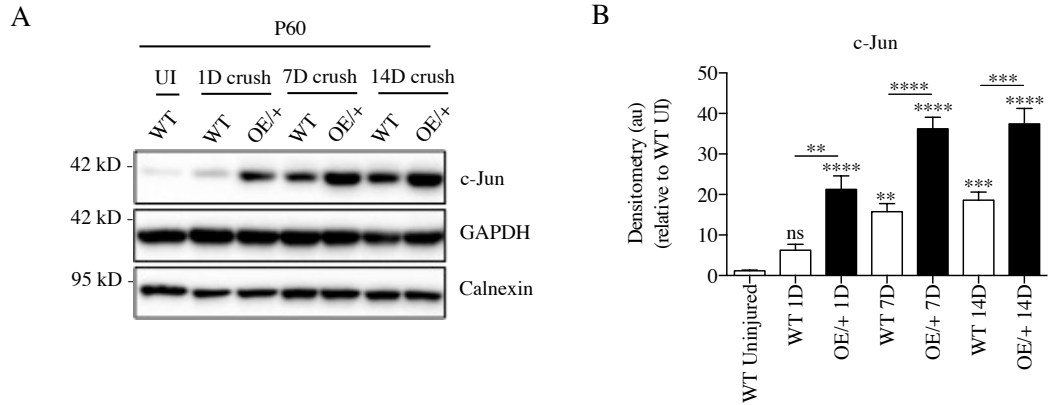 A
P60
UI 1D crush 7D crush 14D crush
WT WT OE/+ WT OE/+ WT OE/+
42 kD - c-Jun
42 kD - GAPDH
95 kD - Calnexin
B
c-Jun
Densitometry (au)
(relative to WT UI)
50
40
30
20
10
0
ns
**
****
**
****
****
***
***
****
WT Uninjured
WT 1D
OE/+ 1D
WT 7D
OE/+ 7D
WT 14D
OE/+ 14D